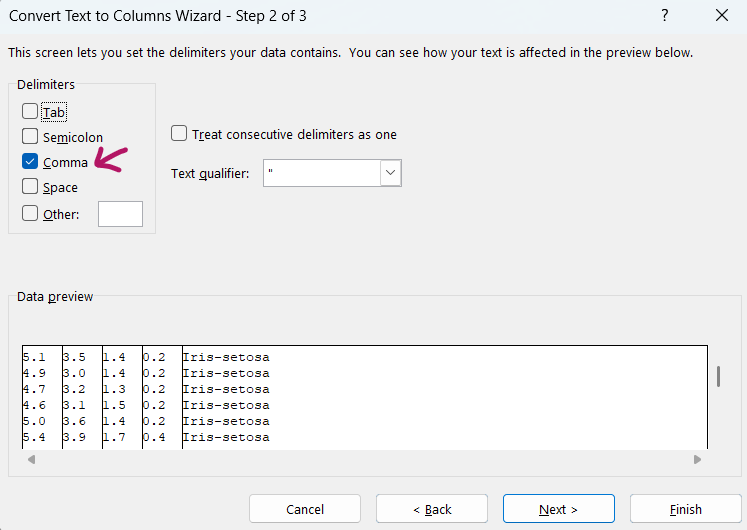 Convert Text to Columns Wizard - Step 2 of 3
?
This screen lets you set the delimiters your data contains. You can see how your text is affected in the preview below.
Delimiters
Tab
Semicolon
Comma
Space
Other:
Treat consecutive delimiters as one
Text qualifier: "
Data preview
5.1 3.5 1.4 0.2 Iris-setosa
4.9 3.0 1.4 0.2 Iris-setosa
4.7 3.2 1.3 0.2 Iris-setosa
4.6 3.1 1.5 0.2 Iris-setosa
5.0 3.6 1.4 0.2 Iris-setosa
5.4 3.9 1.7 0.4 Iris-setosa
Cancel < Back Next > Finish